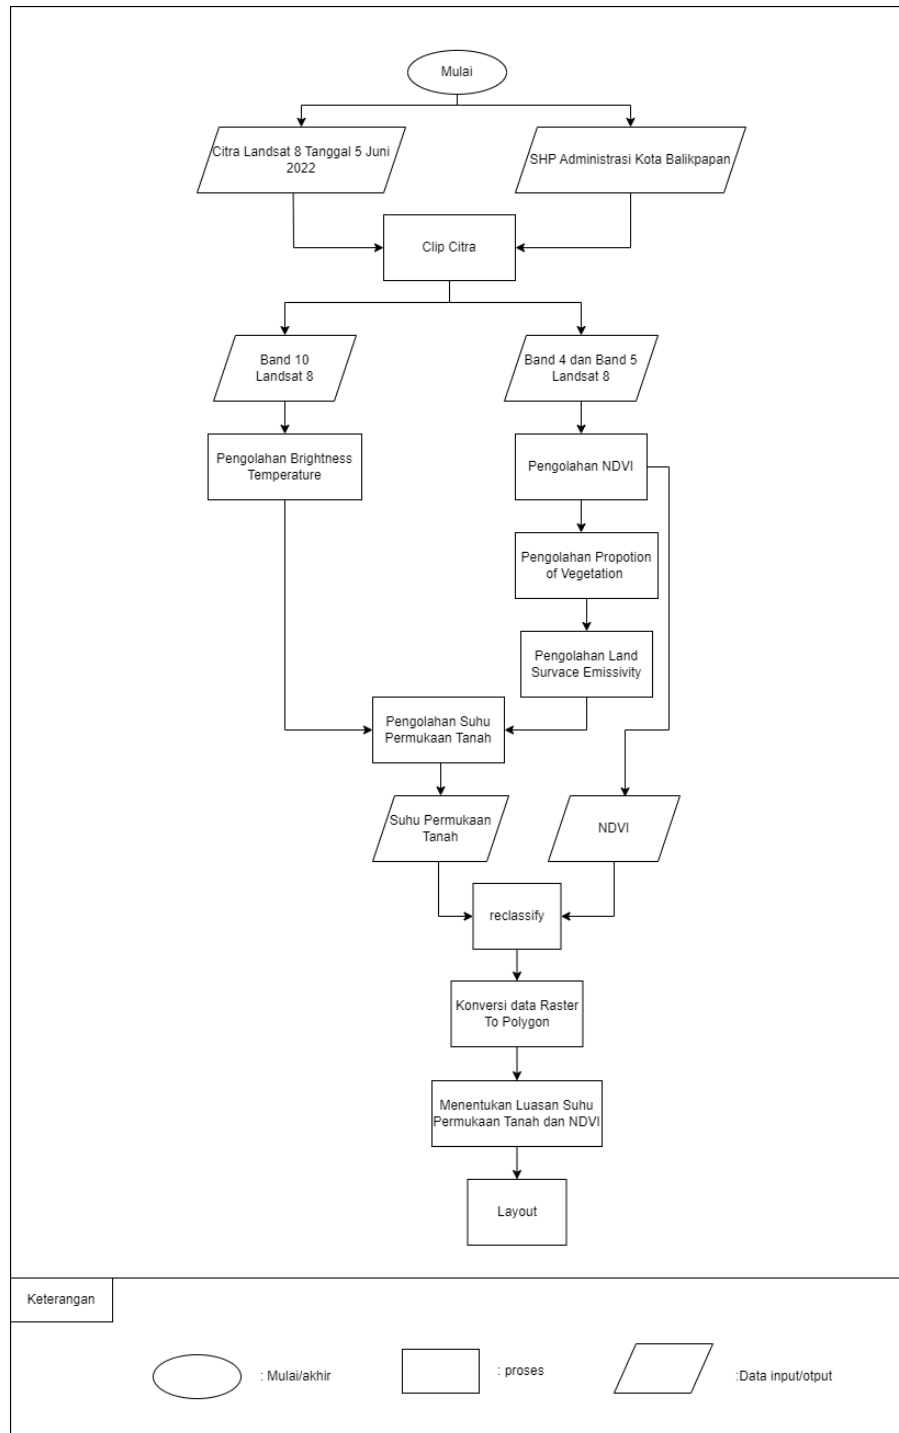 Mulai
Citra Landsat 8 Tanggal 5 Juni
2022
SHP Administrasi Kota Balikpapan
Clip Citra
Band 10
Landsat 8
Band 4 dan Band 5
Landsat 8
Pengolahan Brightness
Temperature
Pengolahan NDVI
Pengolahan Propotion
of Vegetation
Pengolahan Land
Survace Emissivity
Pengolahan Suhu
Permukaan Tanah
Suhu Permukaan
Tanah
NDVI
reclassify
Konversi data Raster
To Polygon
Menentukan Luasan Suhu
Permukaan Tanah dan NDVI
Layout
Keterangan
: Mulai/akhir
: proses
:Data input/otput